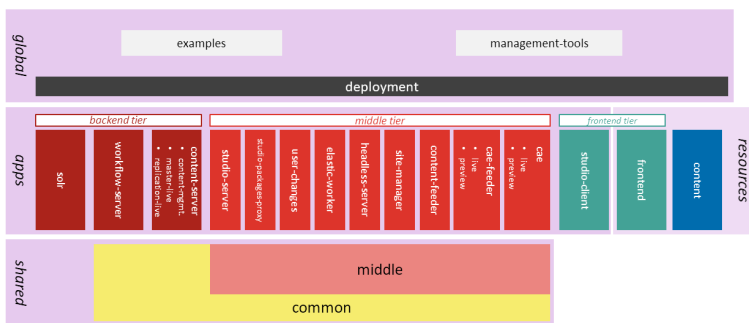 global
examples
management-tools
deployment
apps
backend tier
middle tier
frontend tier
resources
solr
workflow-server
content-server
• content-mgmt.
• master-live
• replication-live
studio-server
studio-packages-proxy
user-changes
elastic-worker
headless-server
site-manager
content-feeder
cae-feeder
• live
• preview
cae
• live
• preview
studio-client
frontend
content
shared
middle
common